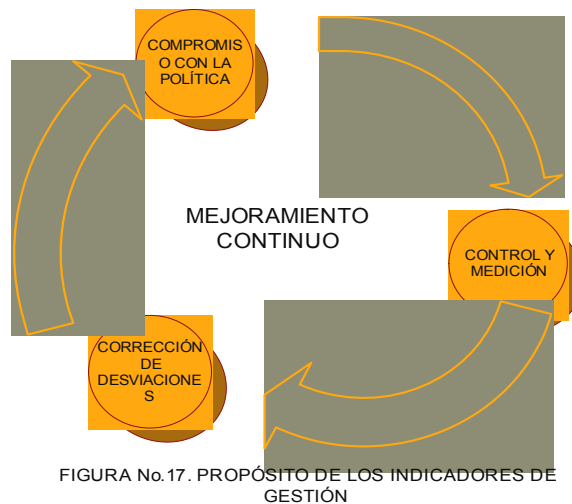 COMPROMIS
O CON LA
POLÍTICA
MEJORAMIENTO
CONTINUO
CONTROL Y
MEDICIÓN
CORRECCIÓN
DE
DESVIACIONE
S
FIGURA No.17. PROPÓSITO DE LOS INDICADORES DE
GESTIÓN